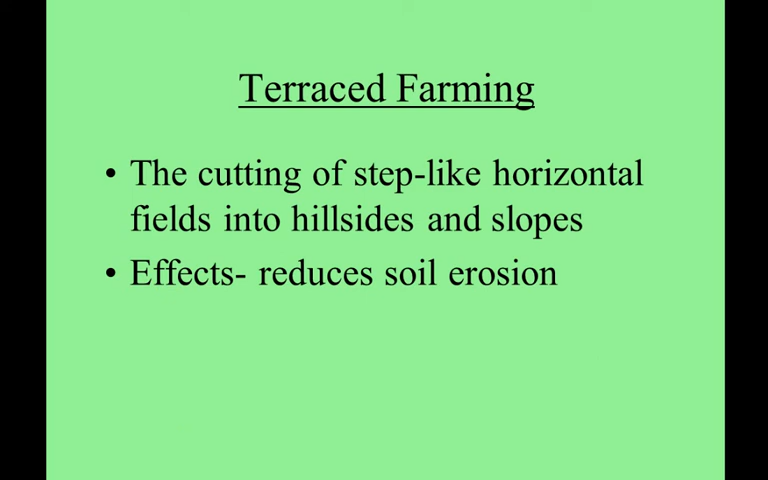 Terraced Farming
• The cutting of step-like horizontal
fields into hillsides and slopes
• Effects- reduces soil erosion